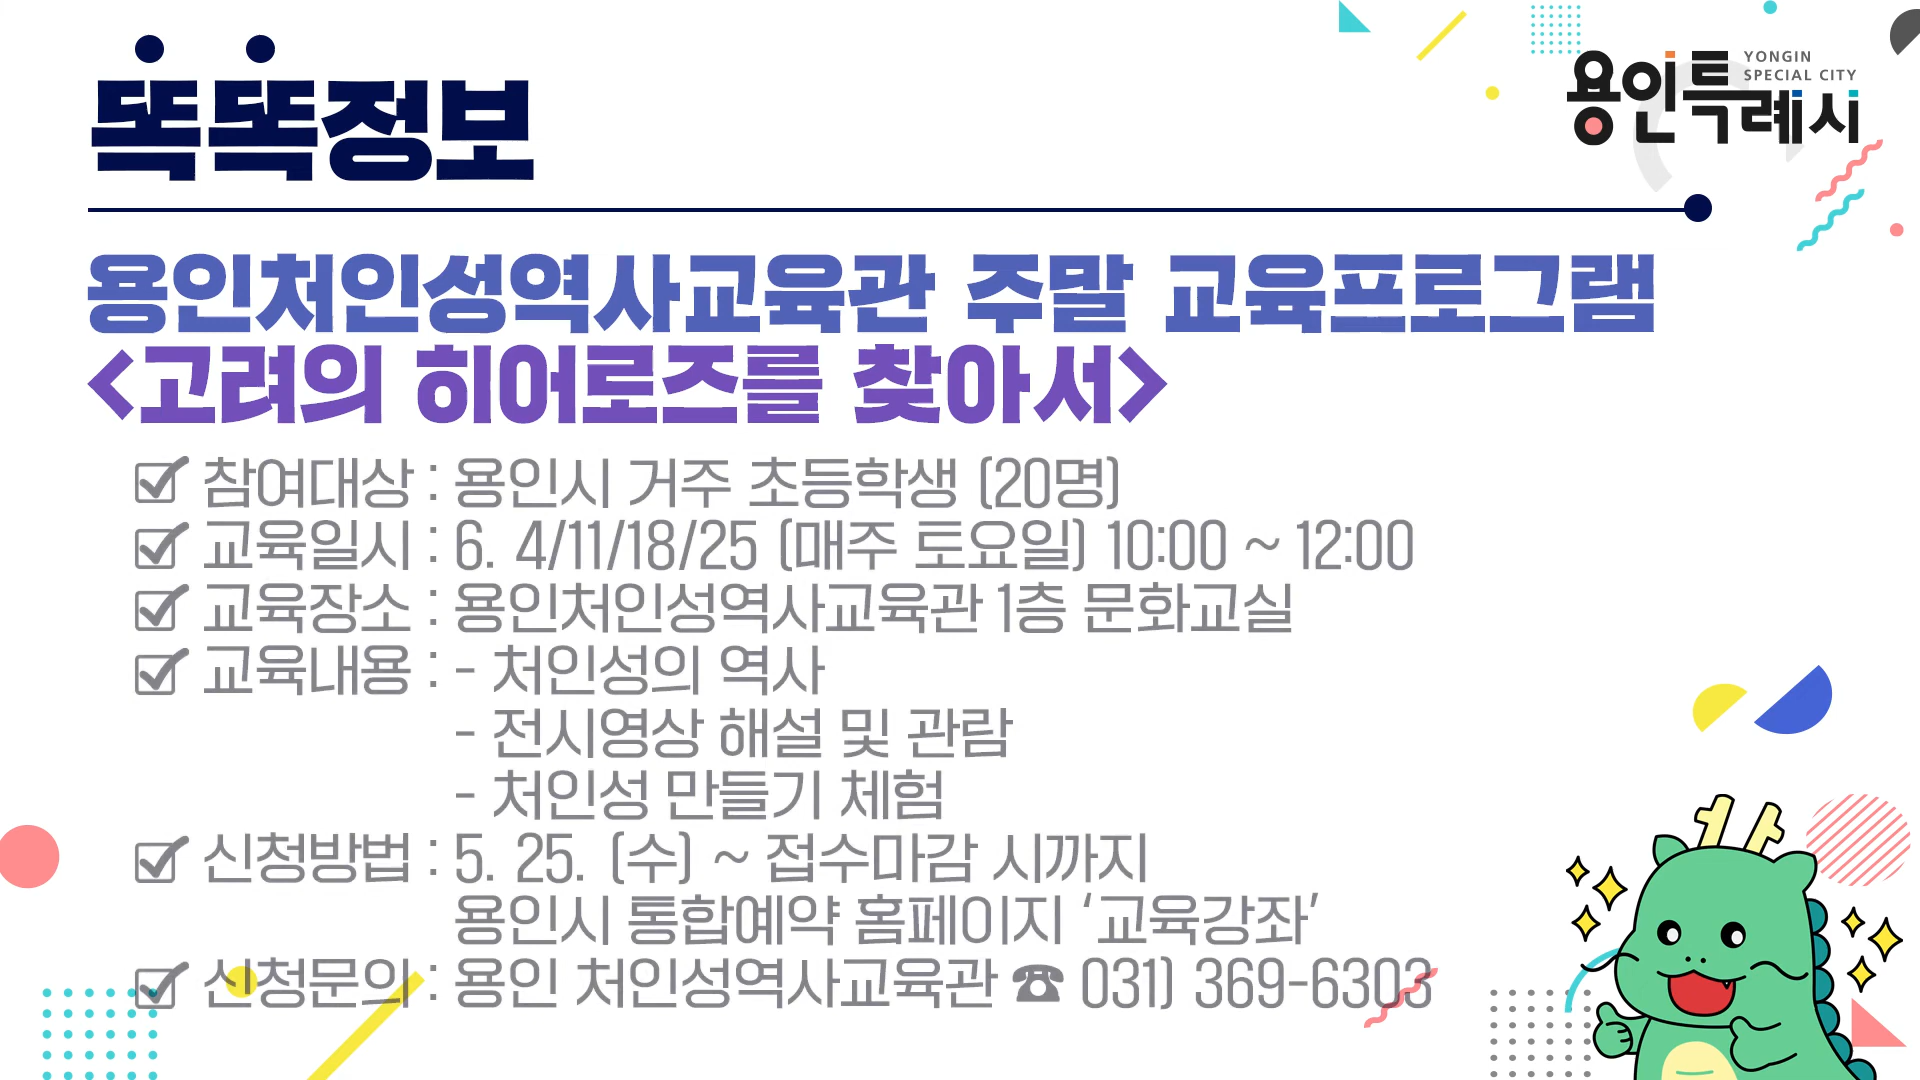 똑똑정보
YONGIN
SPECIAL CITY
용인특례시
용인처인성역사교육관 주말 교육프로그램
<고려의 히어로즈를 찾아서>
참여대상 : 용인시 거주 초등학생 (20명)
교육일시 : 6. 4/11/18/25 (매주 토요일) 10:00 ~ 12:00
교육장소 : 용인처인성역사교육관 1층 문화교실
교육내용 : - 처인성의 역사
- 전시영상 해설 및 관람
- 처인성 만들기 체험
신청방법 : 5. 25. (수) ~ 접수마감 시까지
용인시 통합예약 홈페이지 ‘교육강좌’
신청문의 : 용인 처인성역사교육관 ☎ 031) 369-6303